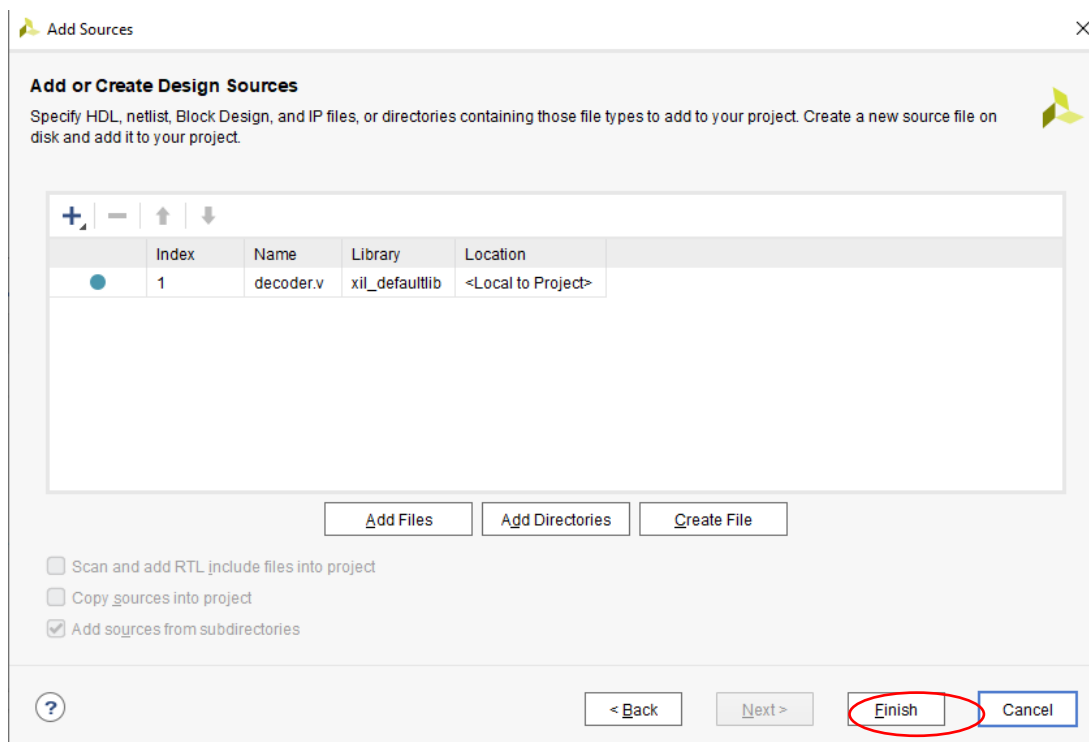 Add Sources
Add or Create Design Sources
Specify HDL, netlist, Block Design, and IP files, or directories containing those file types to add to your project. Create a new source file on
disk and add it to your project.
Index Name Library Location
1 decoder.v xil_defaultlib <Local to Project>
Add Files Add Directories Create File
Scan and add RTL include files into project
Copy sources into project
Add sources from subdirectories
? < Back Next > Finish Cancel